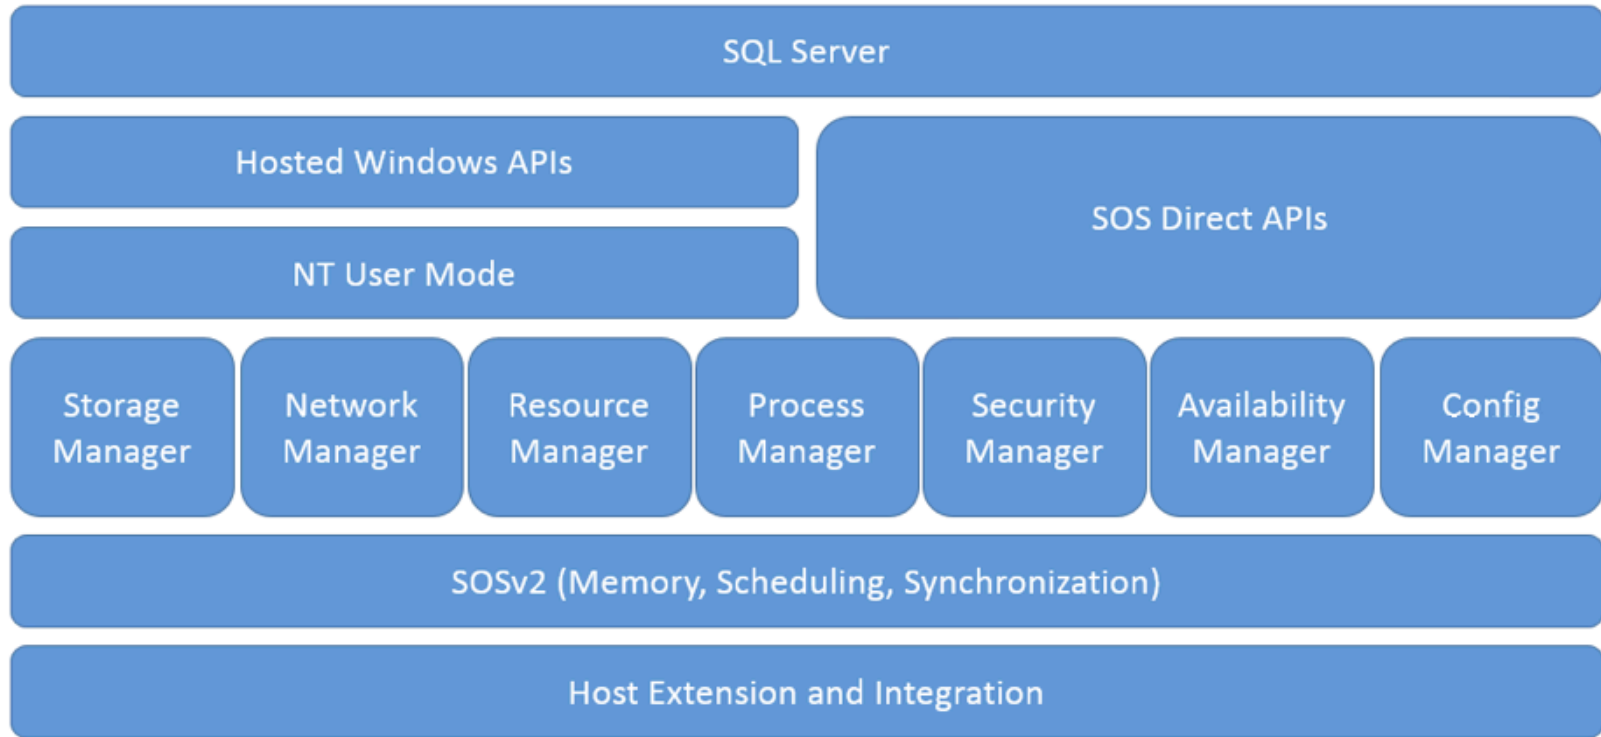 SQL Server
Hosted Windows APIs
SOS Direct APIs
NT User Mode
Storage
Manager
Network
Manager
Resource
Manager
Process
Manager
Security
Manager
Availability
Manager
Config
Manager
SOSv2 (Memory, Scheduling, Synchronization)
Host Extension and Integration